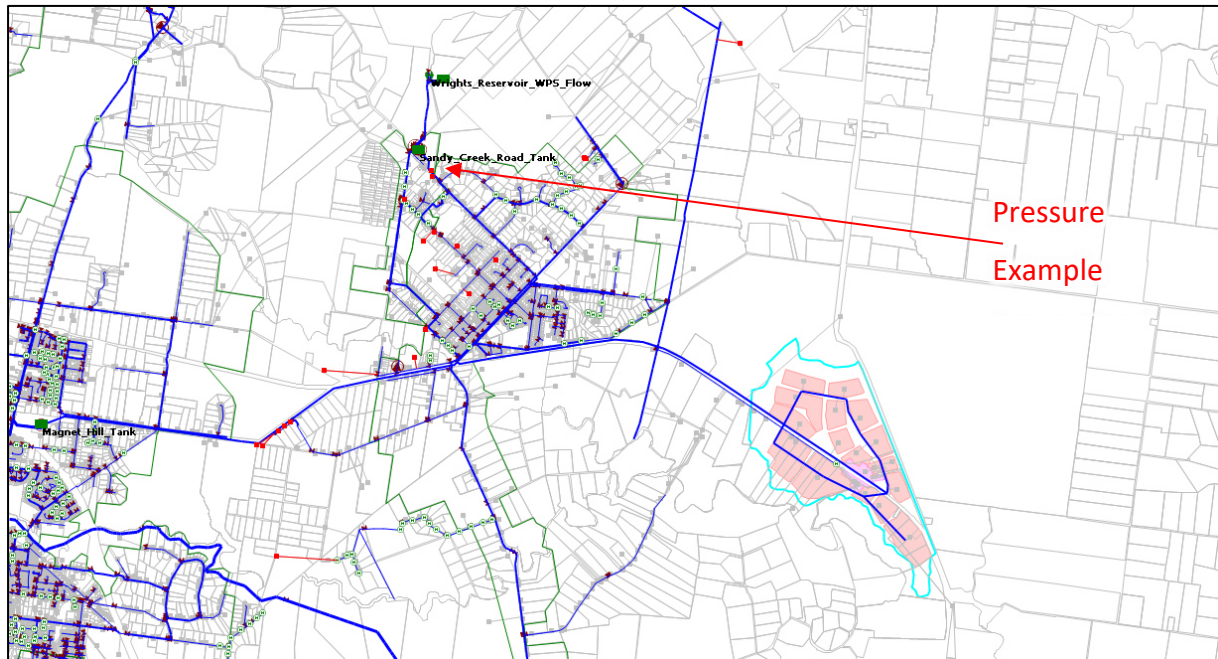 Wrights_Reservoir_WPS_Flow
Sandy_Creek_Road_Tank
Pressure
Example
Magnet_Hill_Tank